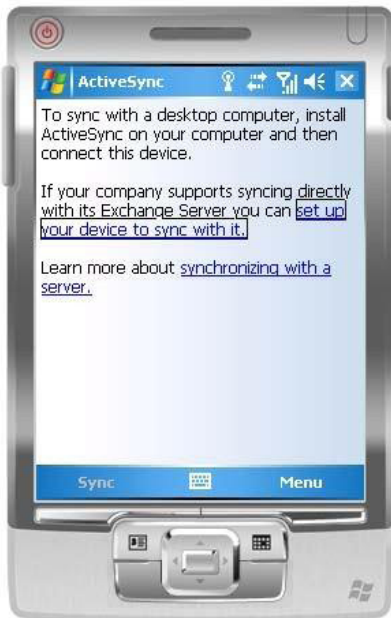 ActiveSync
To sync with a desktop computer, install
ActiveSync on your computer and then
connect this device.
If your company supports syncing directly
with its Exchange Server you can set up
your device to sync with it.
Learn more about synchronizing with a
server.
Sync
Menu